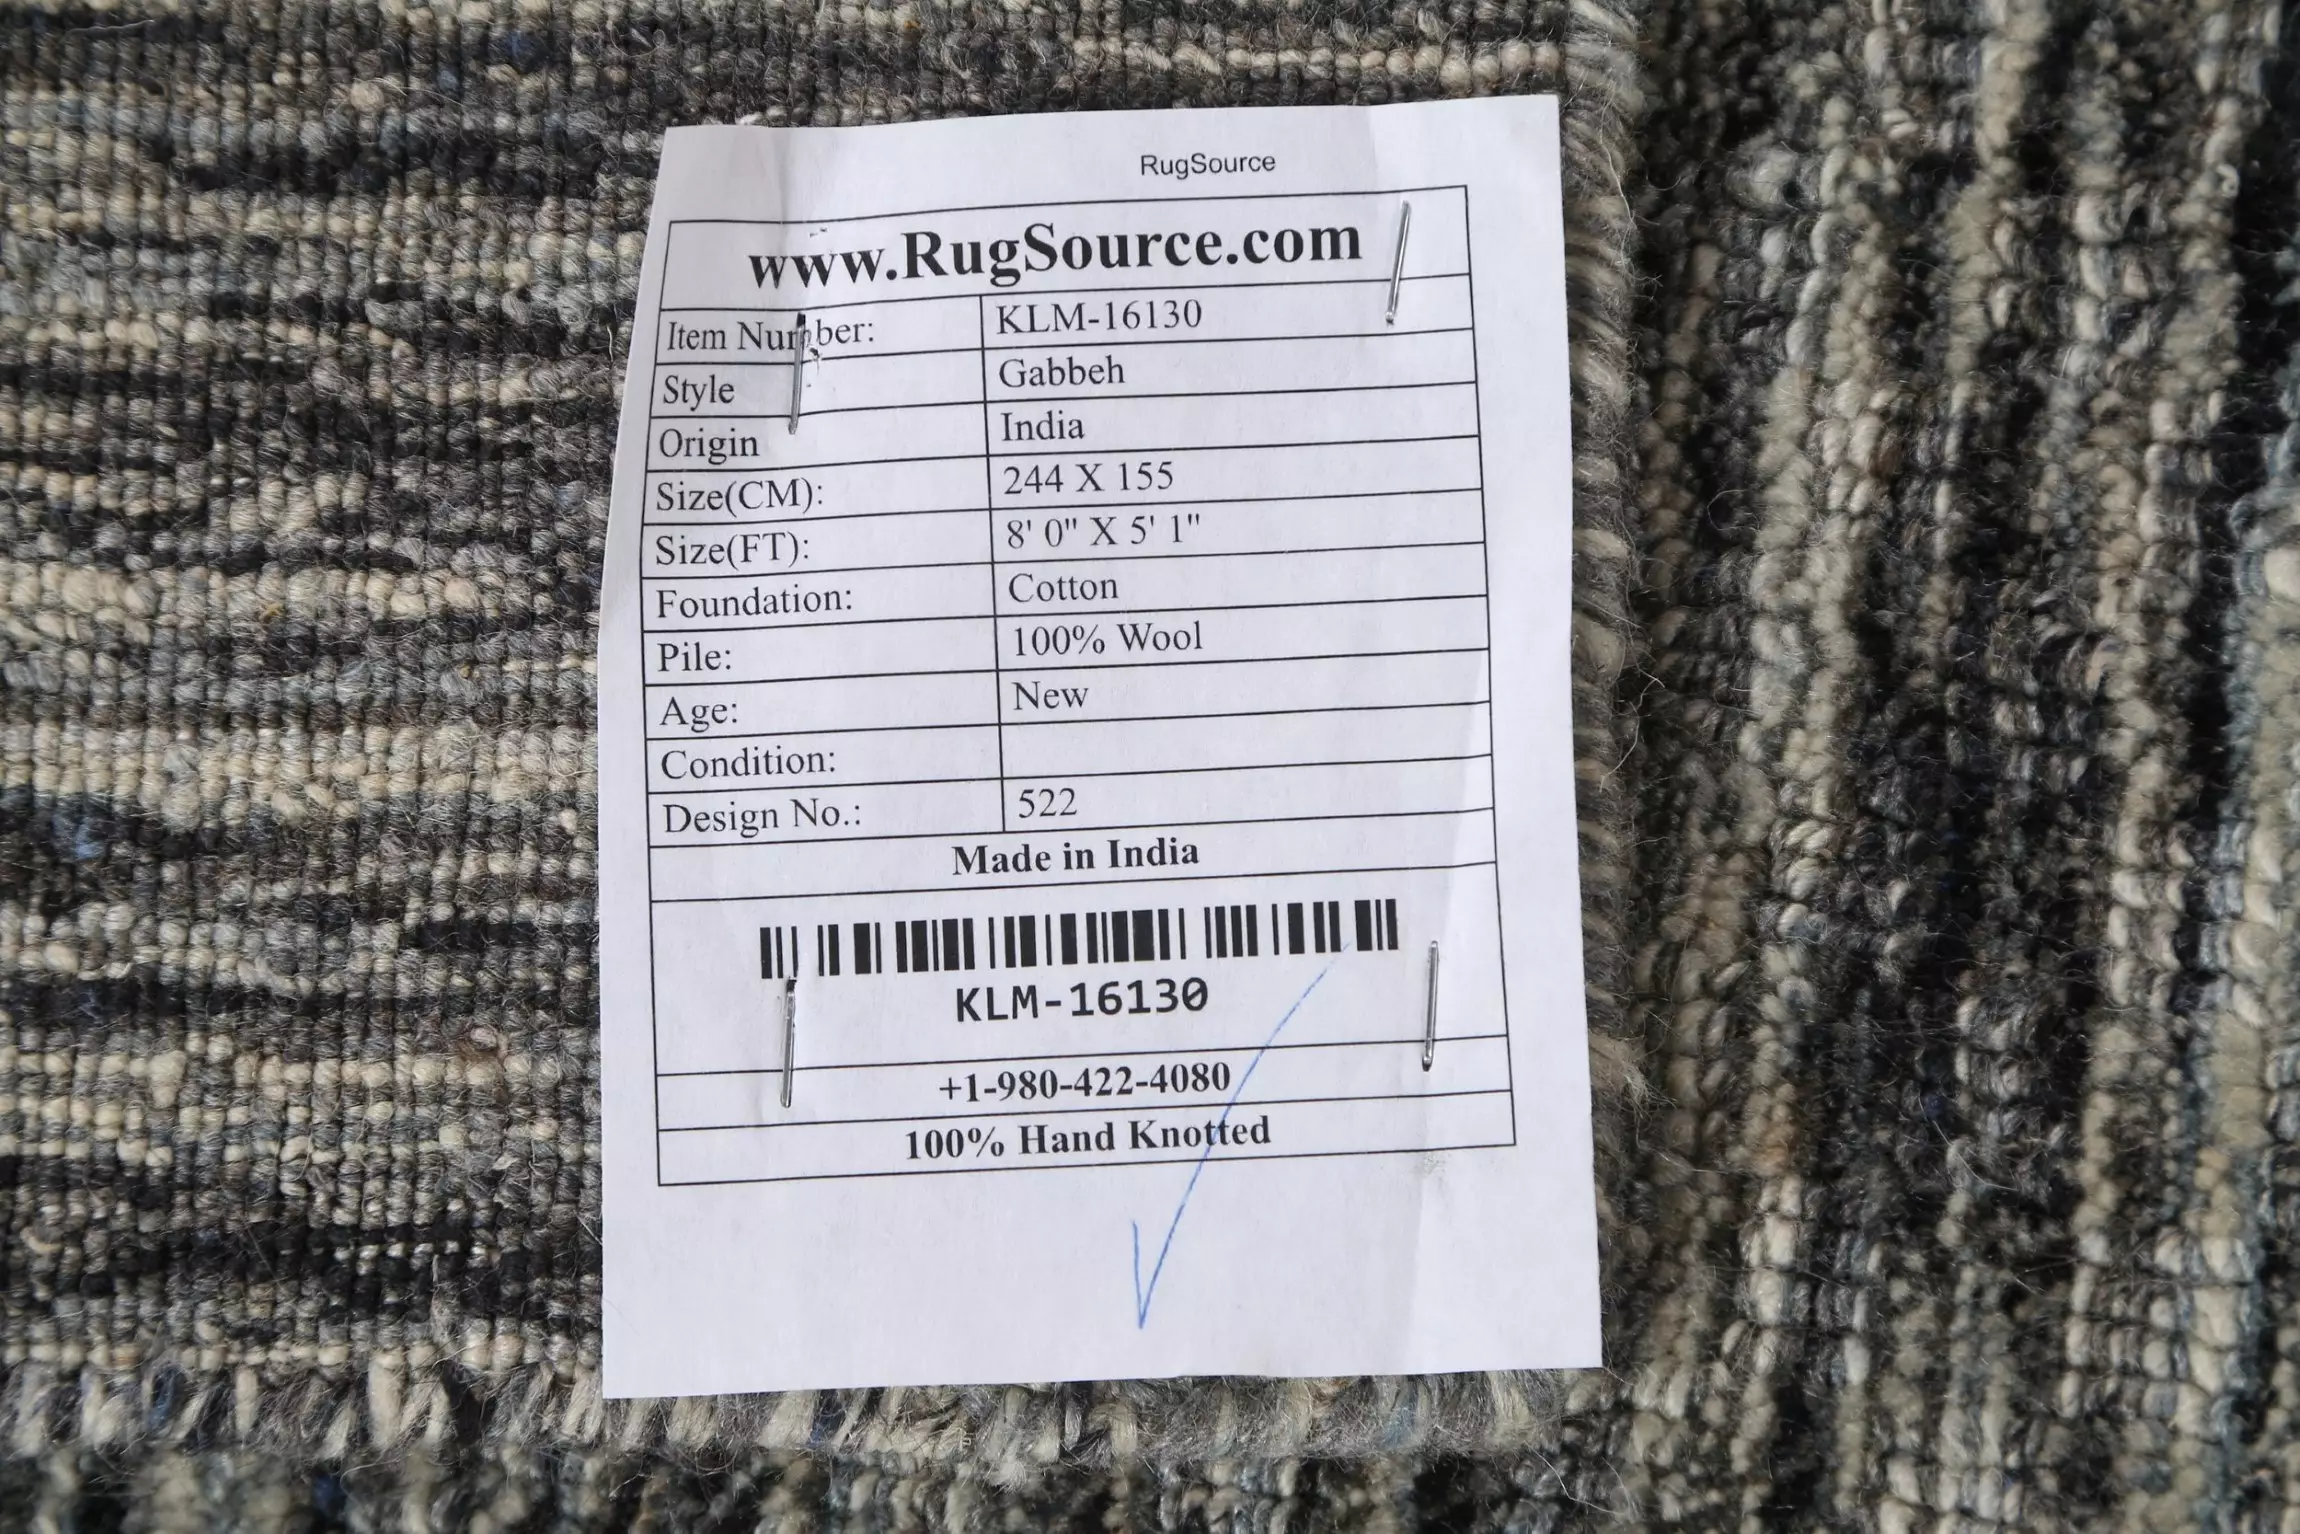 RugSource
www.RugSource.com
Item Number: KLM-16130
Style Gabbeh
Origin India
Size(CM): 244 X 155
Size(FT): 8' 0" X 5' 1"
Foundation: Cotton
Pile: 100% Wool
Age: New
Condition:
Design No.: 522
Made in India
KLM-16130
+1-980-422-4080
100% Hand Knotted